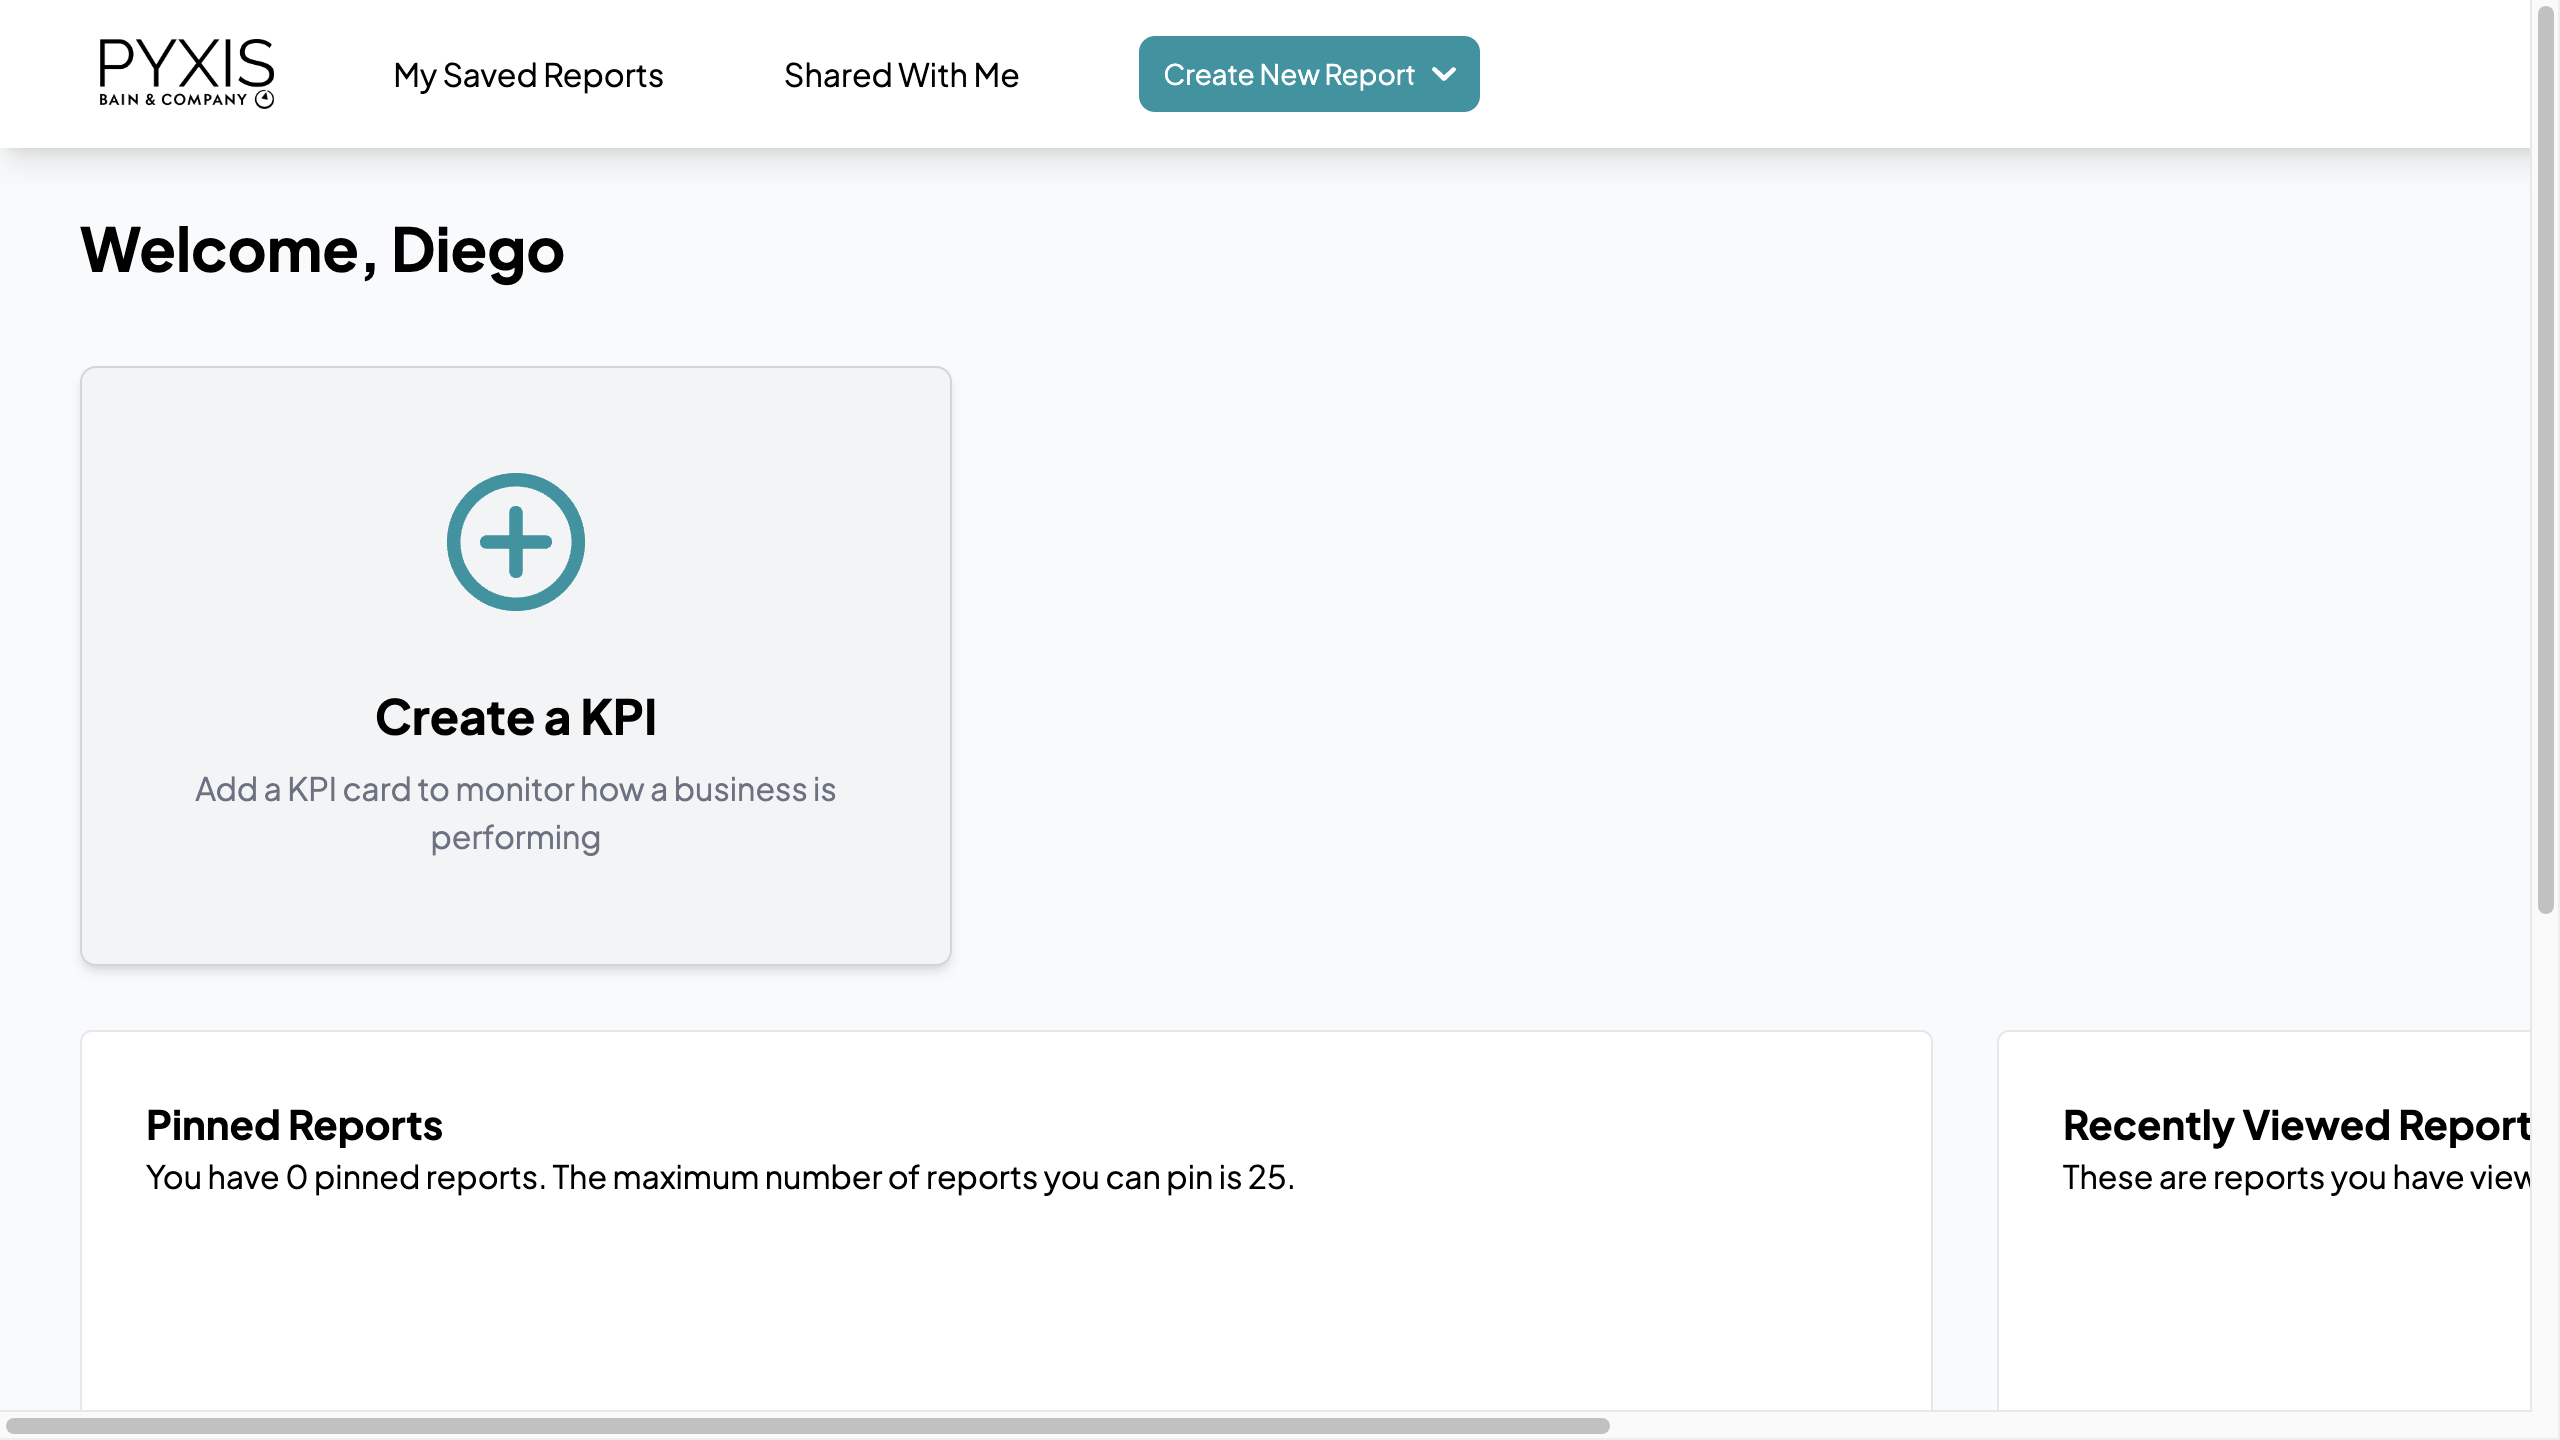 PYXIS
BAIN & COMPANY
My Saved Reports
Shared With Me
Create New Report
Welcome, Diego
Create a KPI
Add a KPI card to monitor how a business is
performing
Pinned Reports
You have 0 pinned reports. The maximum number of reports you can pin is 25.
Recently Viewed Report
These are reports you have view